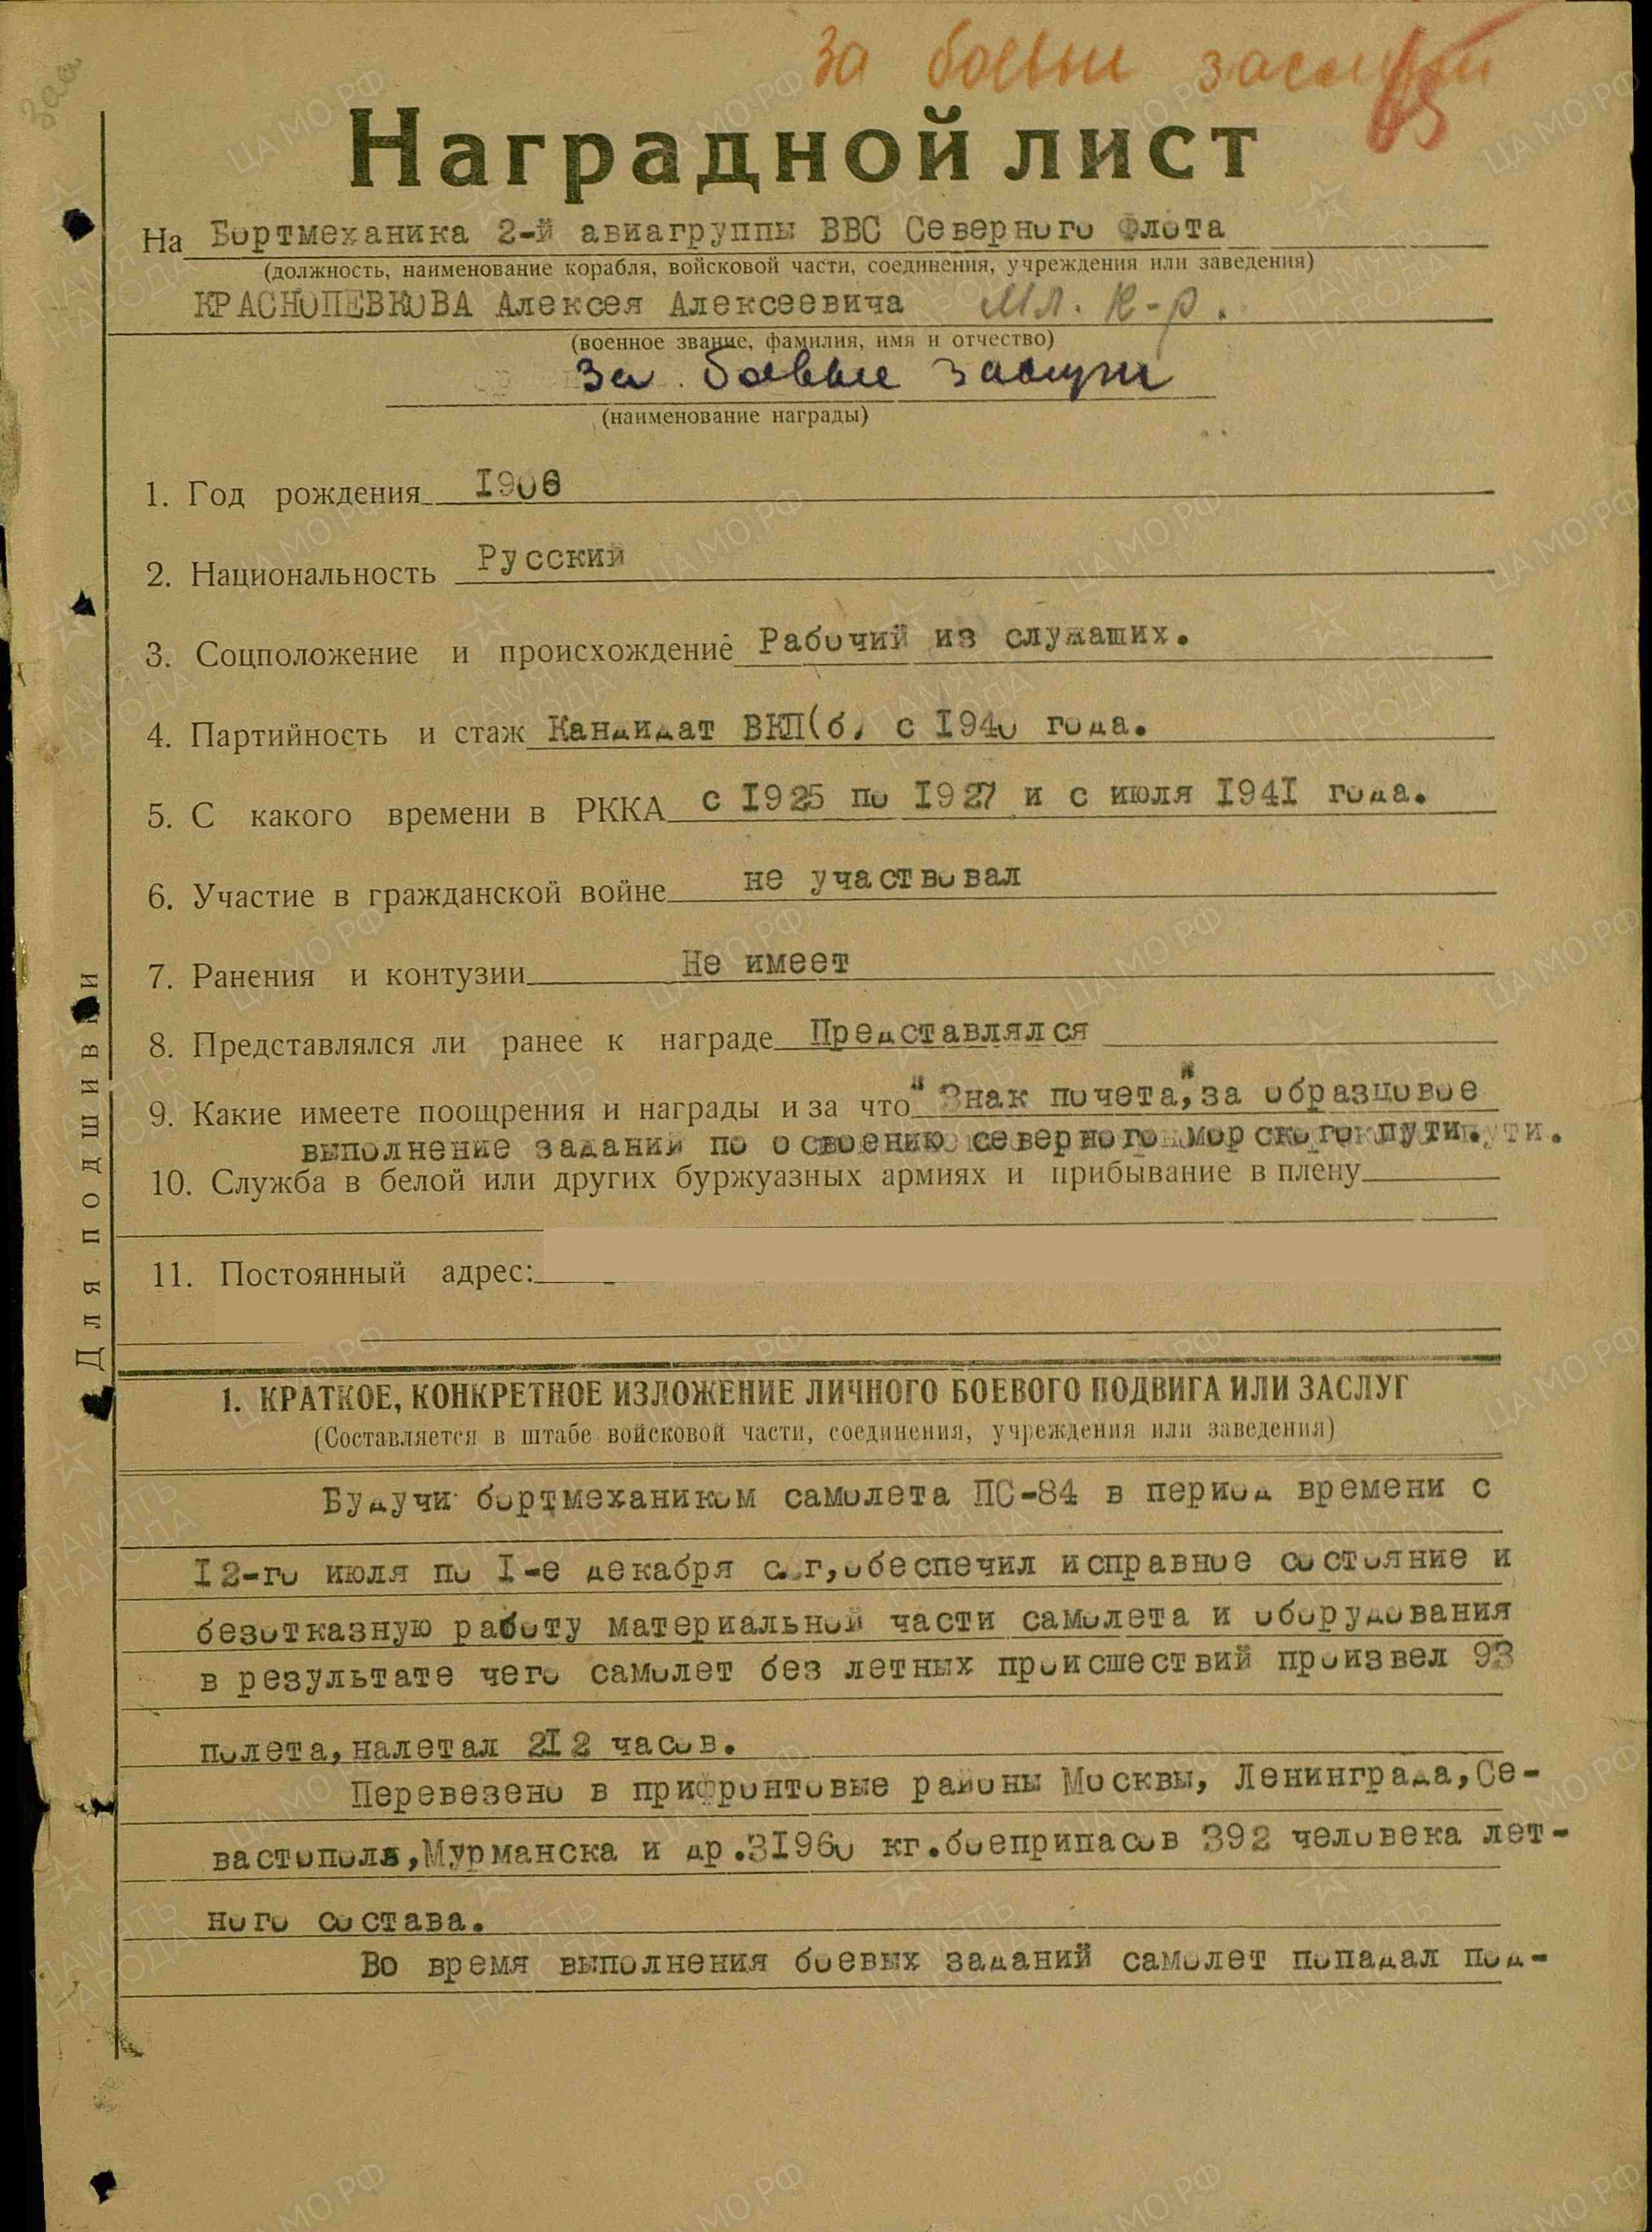 За боевые заслуги
Наградной лист
На Бортмеханика 2-й авиагруппы ВВС Северного Флота
(должность, наименование корабля, войсковой части, соединения, учреждения или заведения)
КРАСНОПЕВКОВА Алексея Алексеевича Мл. к-р.
(военное звание, фамилия, имя и отчество)
За боевые заслуги
(наименование награды)
1. Год рождения 1906
2. Национальность Русский
3. Соцположение и происхождение Рабочий из служащих.
4. Партийность и стаж Кандидат ВКП(б) с 1940 года.
5. С какого времени в РККА с 1925 по 1927 и с июля 1941 года.
6. Участие в гражданской войне не участвовал
7. Ранения и контузии Не имеет
8. Представлялся ли ранее к награде Представлялся
9. Какие имеете поощрения и награды и за что "Знак почета", за образцовое
выполнение заданий по освоению северного морского пути.
10. Служба в белой или других буржуазных армиях и прибывание в плену
11. Постоянный адрес:
Для подшивки
1. КРАТКОЕ, КОНКРЕТНОЕ ИЗЛОЖЕНИЕ ЛИЧНОГО БОЕВОГО ПОДВИГА ИЛИ ЗАСЛУГ
(Составляется в штабе войсковой части, соединения, учреждения или заведения)
Будучи бортмехаником самолета ПС-84 в период времени с
12-го июля по 1-е декабря с.г, обеспечил исправное состояние и
безотказную работу материальной части самолета и оборудования
в результате чего самолет без летных происшествий произвел 93
полета, налетал 212 часов.
Перевезено в прифронтовые районы Москвы, Ленинграда, Се-
вастополя, Мурманска и др. 31960 кг. боеприпасов 392 человека лет-
ного состава.
Во время выполнения боевых заданий самолет попадал под-